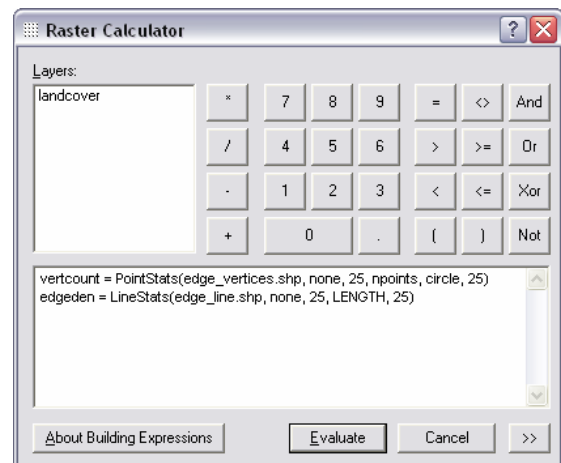 Raster Calculator
Layers:
landcover
* 7 8 9 = <> And
/ 4 5 6 > >= Or
- 1 2 3 < <= Xor
+ 0 . ( ) Not
vertcount = PointStats(edge_vertices.shp, none, 25, npoints, circle, 25)
edgeden = LineStats(edge_line.shp, none, 25, LENGTH, 25)
About Building Expressions Evaluate Cancel >>